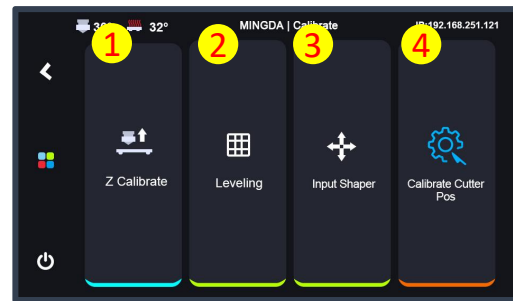 1
2
3
4
32°
MINGDA | Calibrate
IP:192.168.251.121
Z Calibrate
Leveling
Input Shaper
Calibrate Cutter
Pos